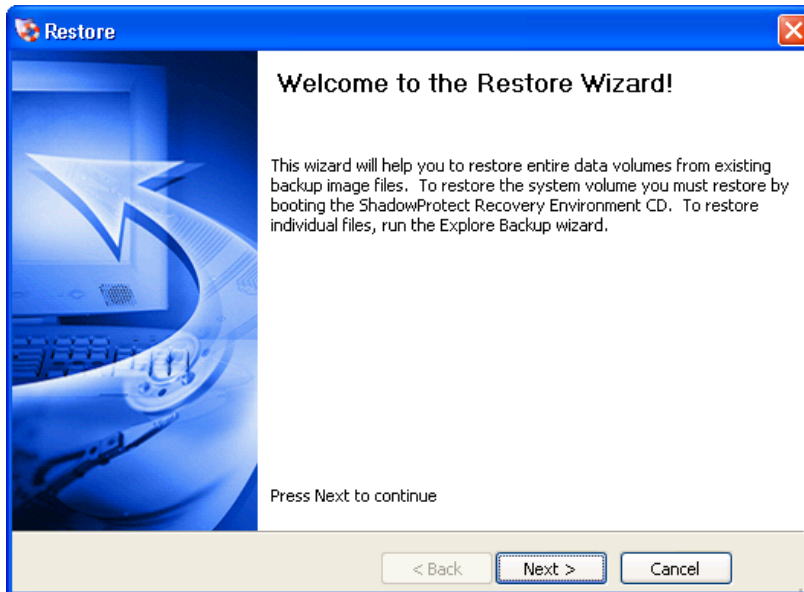 Restore
Welcome to the Restore Wizard!
This wizard will help you to restore entire data volumes from existing
backup image files. To restore the system volume you must restore by
booting the ShadowProtect Recovery Environment CD. To restore
individual files, run the Explore Backup wizard.
Press Next to continue
< Back
Next >
Cancel